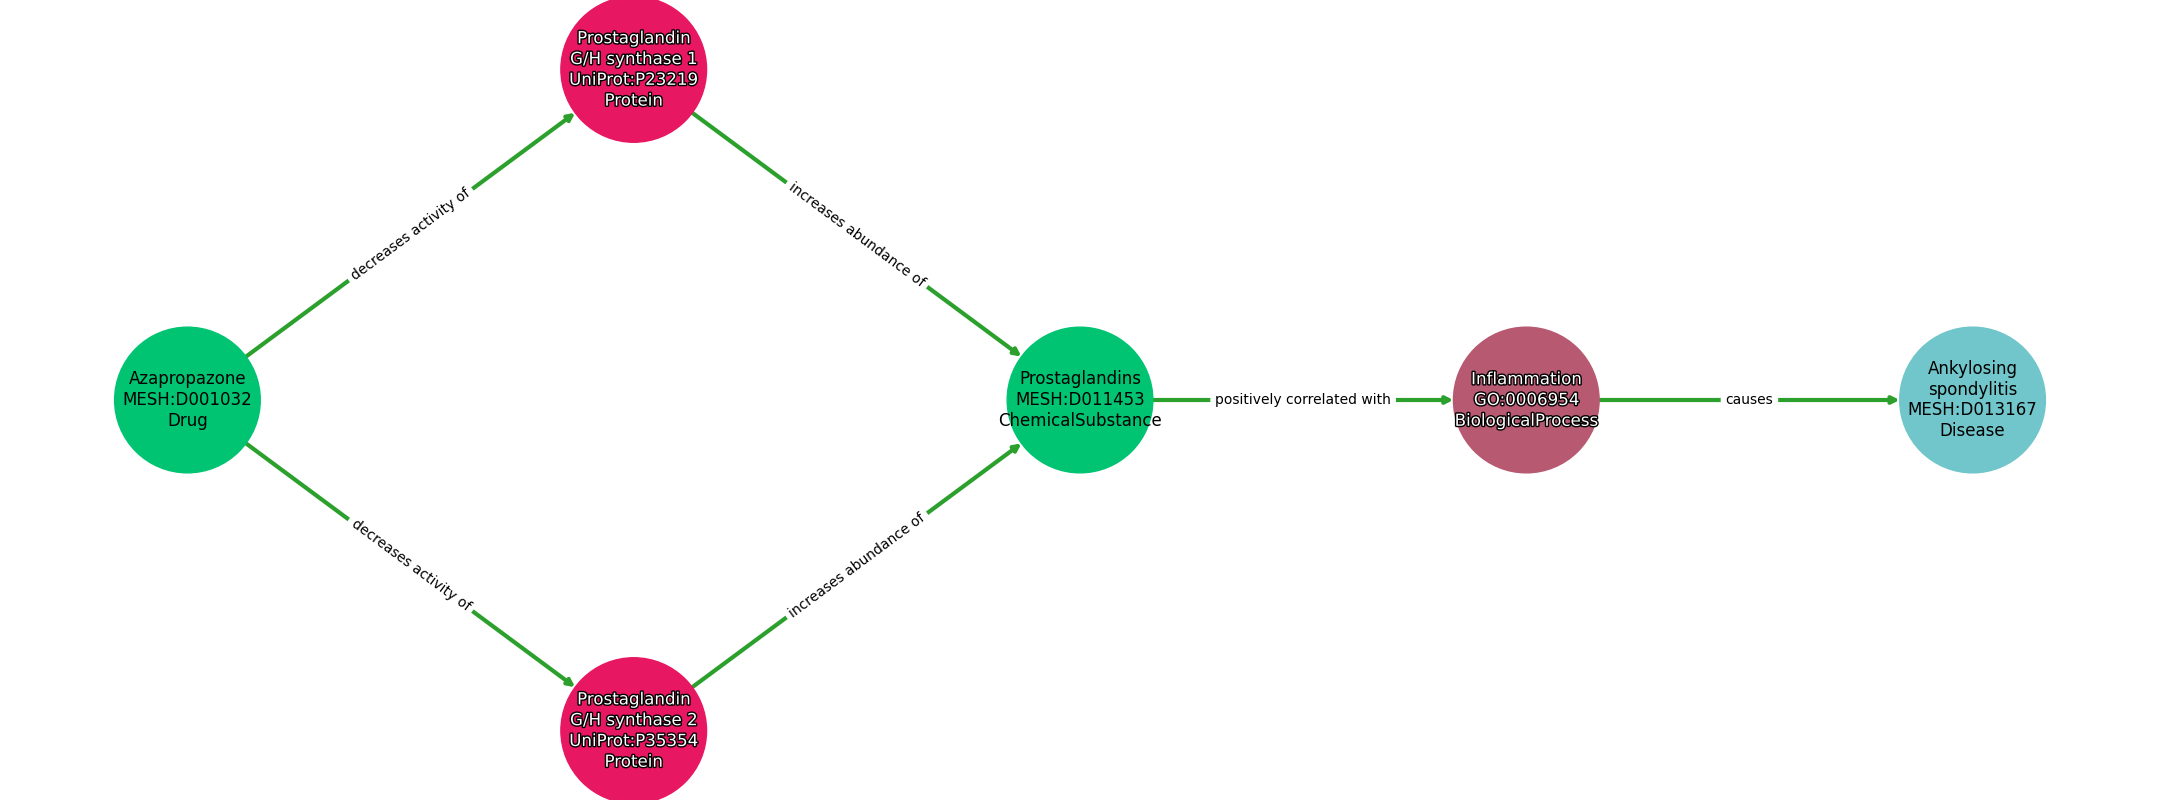 Prostaglandin
G/H synthase 1
UniProt:P23219
Protein
decreases activity of
increases abundance of
Azapropazone
MESH:D001032
Drug
Prostaglandins
MESH:D011453
ChemicalSubstance
positively correlated with
Inflammation
GO:0006954
BiologicalProcess
causes
Ankylosing
spondylitis
MESH:D013167
Disease
decreases activity of
increases abundance of
Prostaglandin
G/H synthase 2
UniProt:P35354
Protein